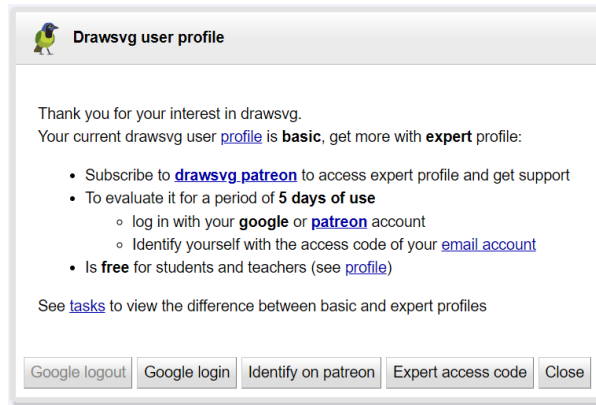 Drawsvg user profile
Thank you for your interest in drawsvg.
Your current drawsvg user profile is basic, get more with expert profile:
Subscribe to drawsvg patreon to access expert profile and get support
To evaluate it for a period of 5 days of use
log in with your google or patreon account
Identify yourself with the access code of your email account
Is free for students and teachers (see profile)
See tasks to view the difference between basic and expert profiles
Google logout Google login Identify on patreon Expert access code Close